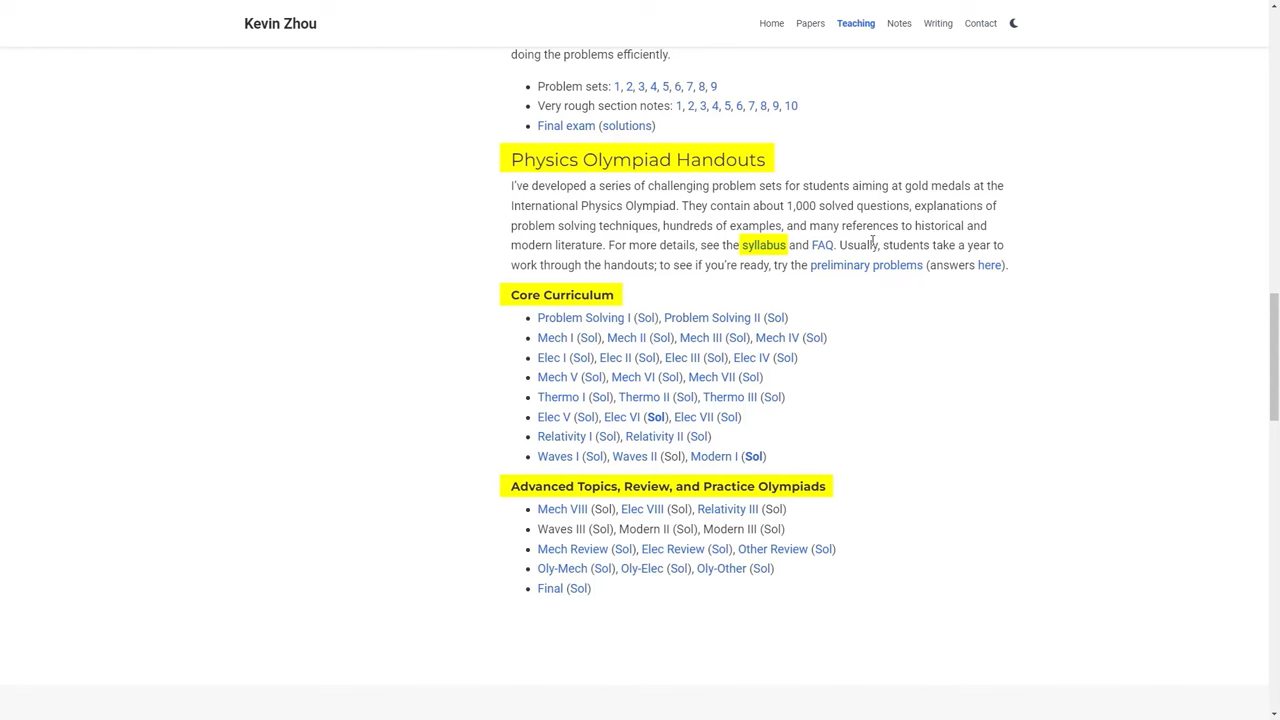 Kevin Zhou
Home Papers Teaching Notes Writing Contact
doing the problems efficiently.
• Problem sets: 1, 2, 3, 4, 5, 6, 7, 8, 9
• Very rough section notes: 1, 2, 3, 4, 5, 6, 7, 8, 9, 10
• Final exam (solutions)
Physics Olympiad Handouts
I've developed a series of challenging problem sets for students aiming at gold medals at the
International Physics Olympiad. They contain about 1,000 solved questions, explanations of
problem solving techniques, hundreds of examples, and many references to historical and
modern literature. For more details, see the syllabus and FAQ. Usually, students take a year to
work through the handouts; to see if you're ready, try the preliminary problems (answers here).
Core Curriculum
• Problem Solving I (Sol), Problem Solving II (Sol)
• Mech I (Sol), Mech II (Sol), Mech III (Sol), Mech IV (Sol)
• Elec I (Sol), Elec II (Sol), Elec III (Sol), Elec IV (Sol)
• Mech V (Sol), Mech VI (Sol), Mech VII (Sol)
• Thermo I (Sol), Thermo II (Sol), Thermo III (Sol)
• Elec V (Sol), Elec VI (Sol), Elec VII (Sol)
• Relativity I (Sol), Relativity II (Sol)
• Waves I (Sol), Waves II (Sol), Modern I (Sol)
Advanced Topics, Review, and Practice Olympiads
• Mech VIII (Sol), Elec VIII (Sol), Relativity III (Sol)
• Waves III (Sol), Modern II (Sol), Modern III (Sol)
• Mech Review (Sol), Elec Review (Sol), Other Review (Sol)
• Oly-Mech (Sol), Oly-Elec (Sol), Oly-Other (Sol)
• Final (Sol)